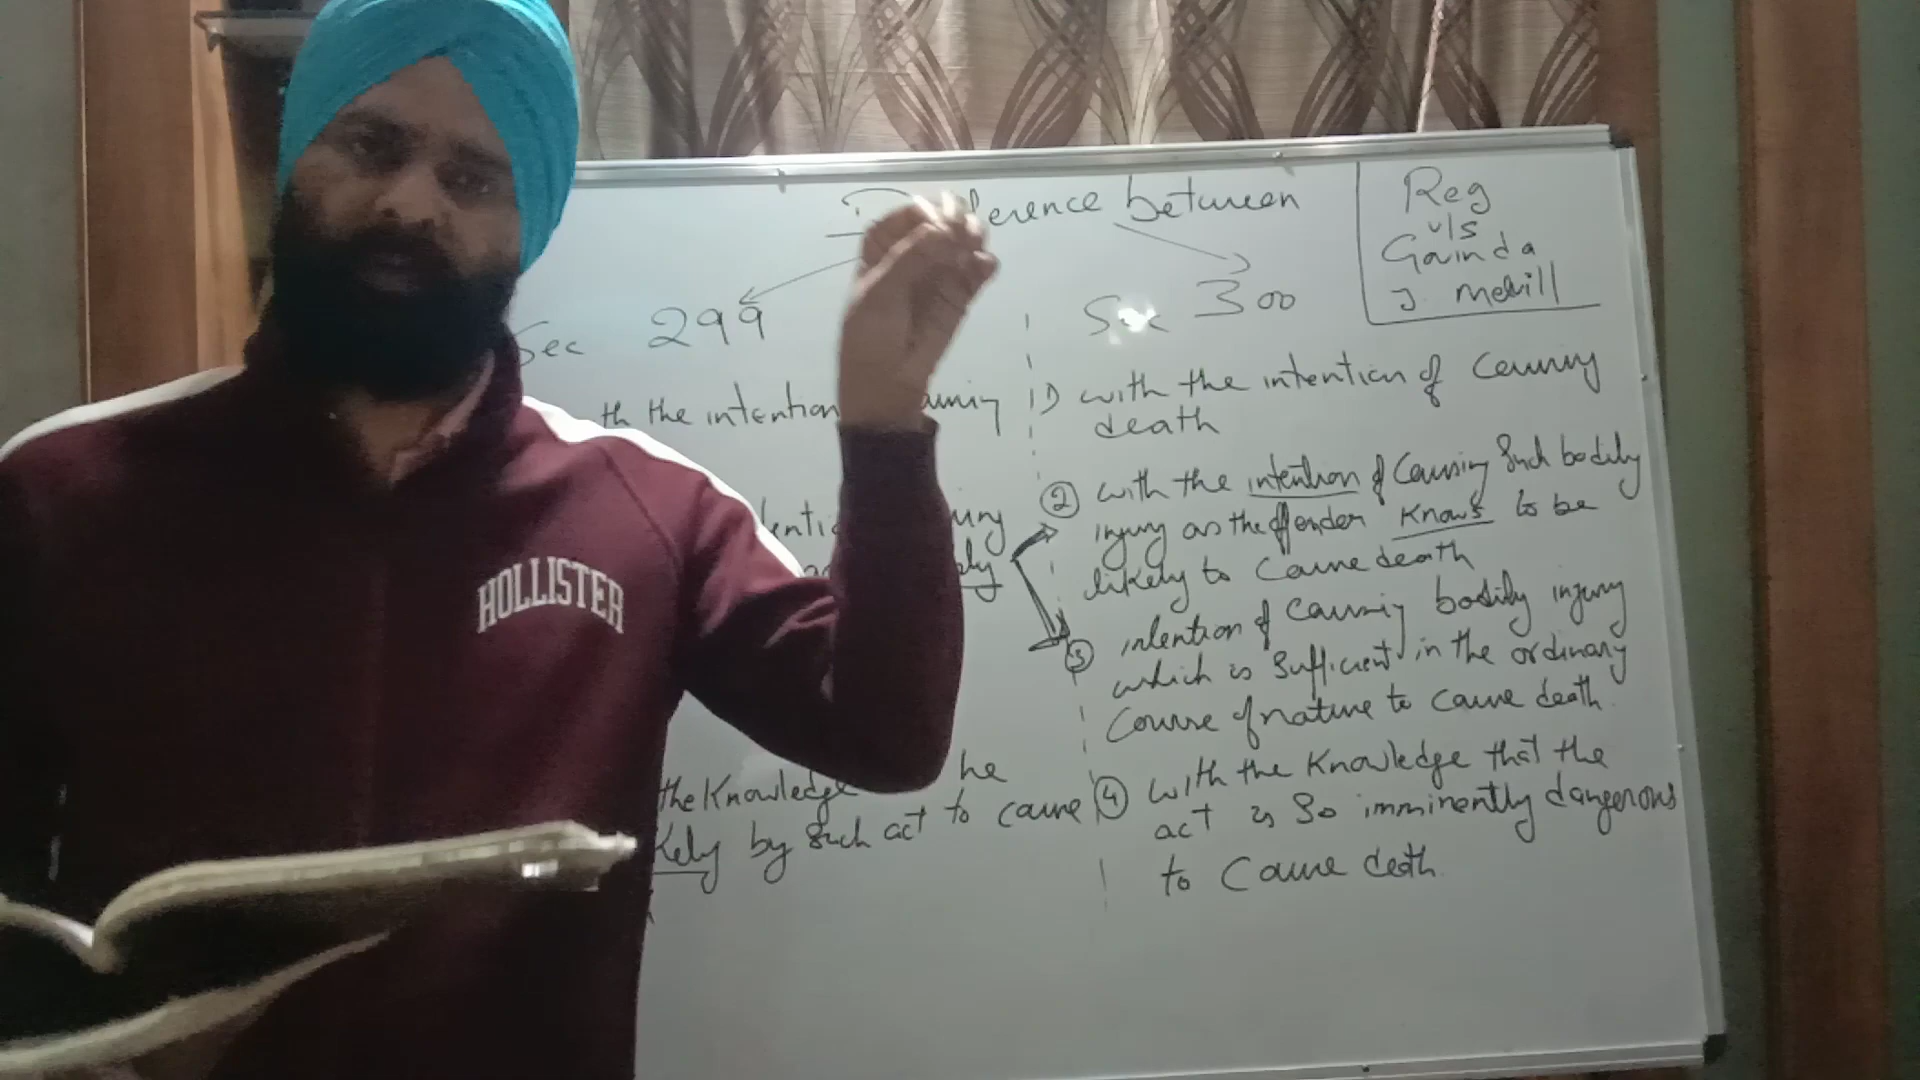 Difference between
Reg
v/s
Govinda
J. Melvill
Sec 299
Sec 300
th the intention
1) with the intention of Causing
death
② with the intention of Causing Such bodily
injury as the offender Knows to be
likely to Cause death
③ intention of Causing bodily injury
which is Sufficient in the ordinary
Course of nature to Cause death.
the Knowledge he
kely by Such act to cause
④ with the Knowledge that the
act is So imminently dangerous
to Cause death.
HOLLISTER